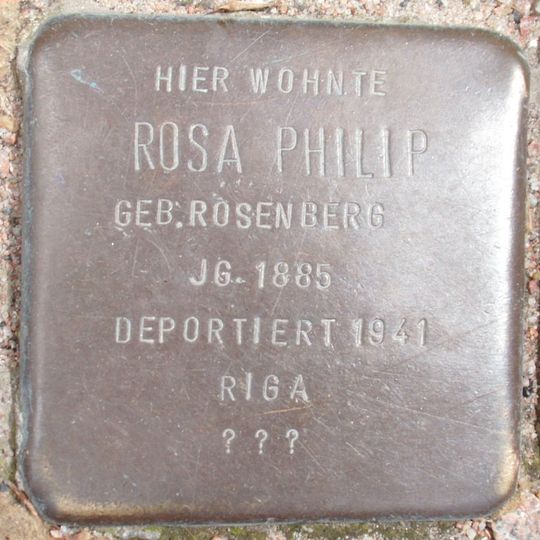 HIER WOHNTE
ROSA PHILIP
GEB. ROSENBERG
JG. 1885
DEPORTIERT 1941
RIGA
? ? ?